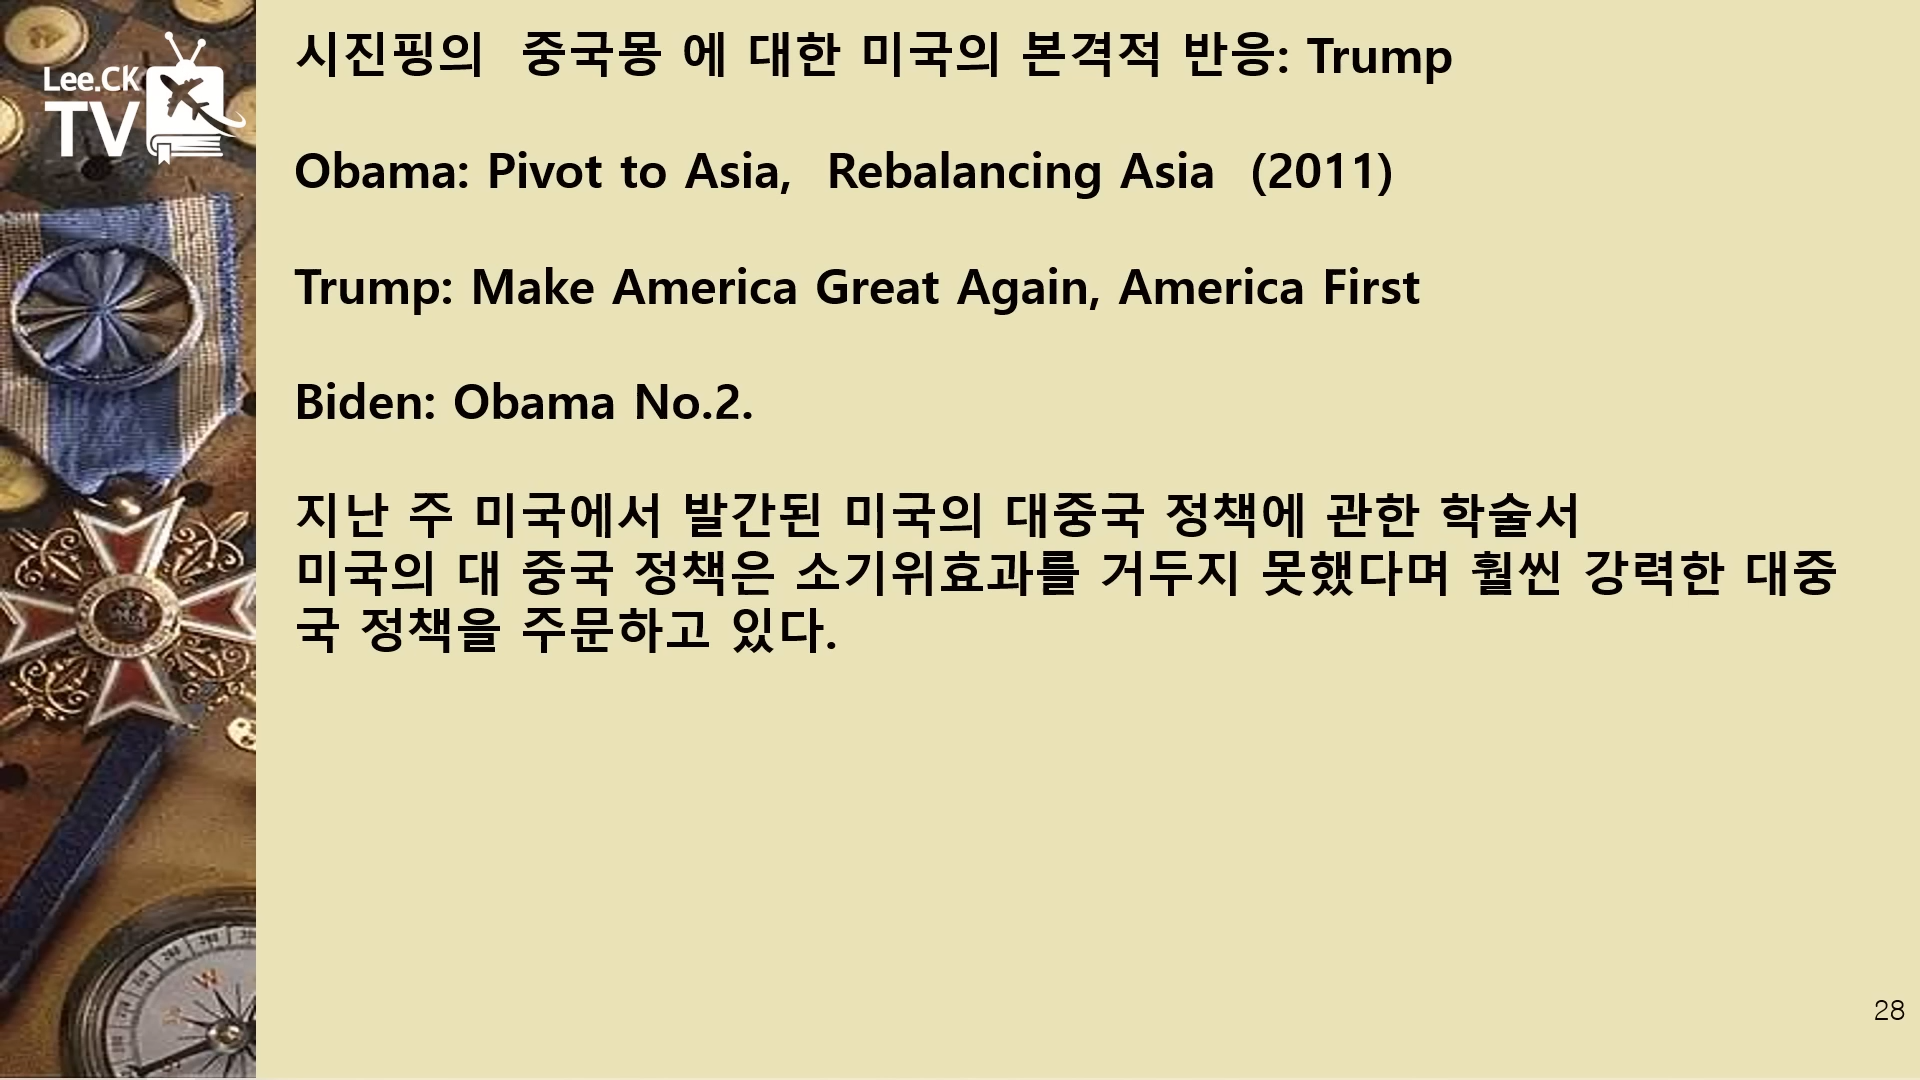 Lee.CK
TV
시진핑의 중국몽 에 대한 미국의 본격적 반응: Trump
Obama: Pivot to Asia, Rebalancing Asia (2011)
Trump: Make America Great Again, America First
Biden: Obama No.2.
지난 주 미국에서 발간된 미국의 대중국 정책에 관한 학술서
미국의 대 중국 정책은 소기위효과를 거두지 못했다며 훨씬 강력한 대중
국 정책을 주문하고 있다.
28